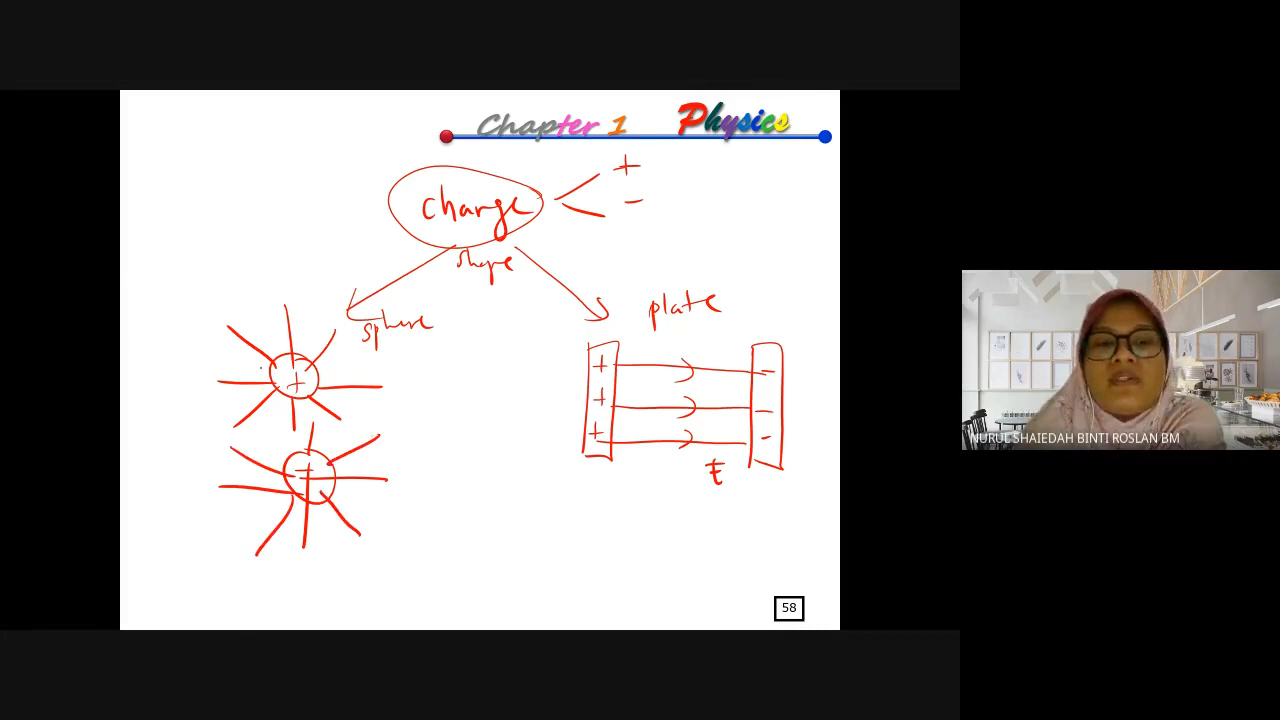 Chapter 1 Physics
+
charge
-
shape
sphere
plate
+
+ -
+ -
+ -
E
58
NURUL SHAIEDAH BINTI ROSLAN BM